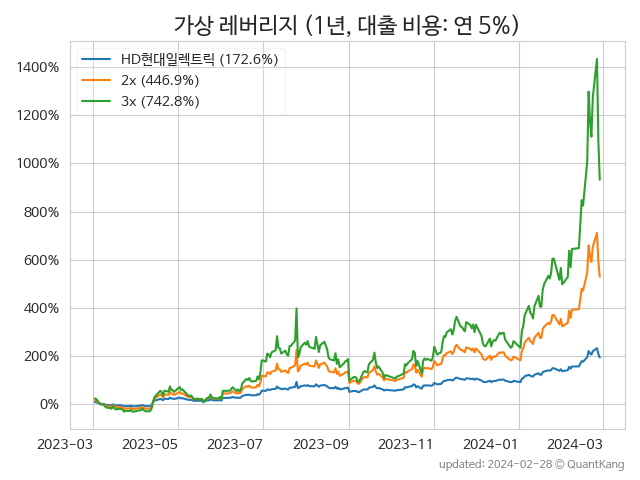 가상 레버리지 (1년, 대출 비용: 연 5%)
HD현대일렉트릭 (172.6%)
2x (446.9%)
3x (742.8%)
1400%
1200%
1000%
800%
600%
400%
200%
0%
2023-03 2023-05 2023-07 2023-09 2023-11 2024-01 2024-03
updated: 2024-02-28 © QuantKang